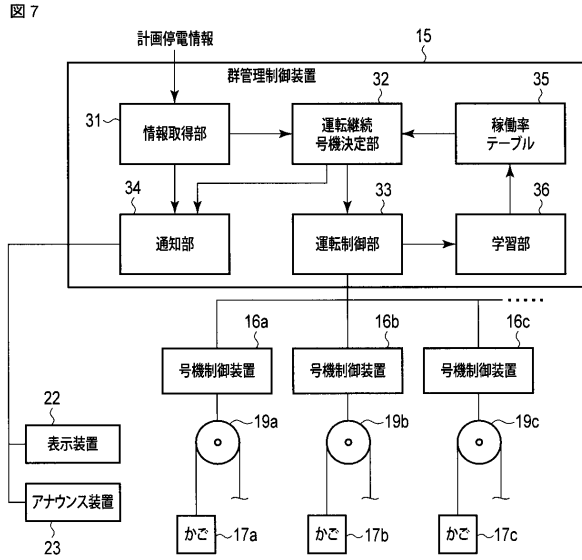 図7
計画停電情報
15
群管理制御装置
31
情報取得部
32
運転継続
号機決定部
35
稼働率
テーブル
34
通知部
33
運転制御部
36
学習部
16a
号機制御装置
16b
号機制御装置
16c
号機制御装置
22
表示装置
19a
19b
19c
アナウンス装置
23
かご
17a
かご
17b
かご
17c